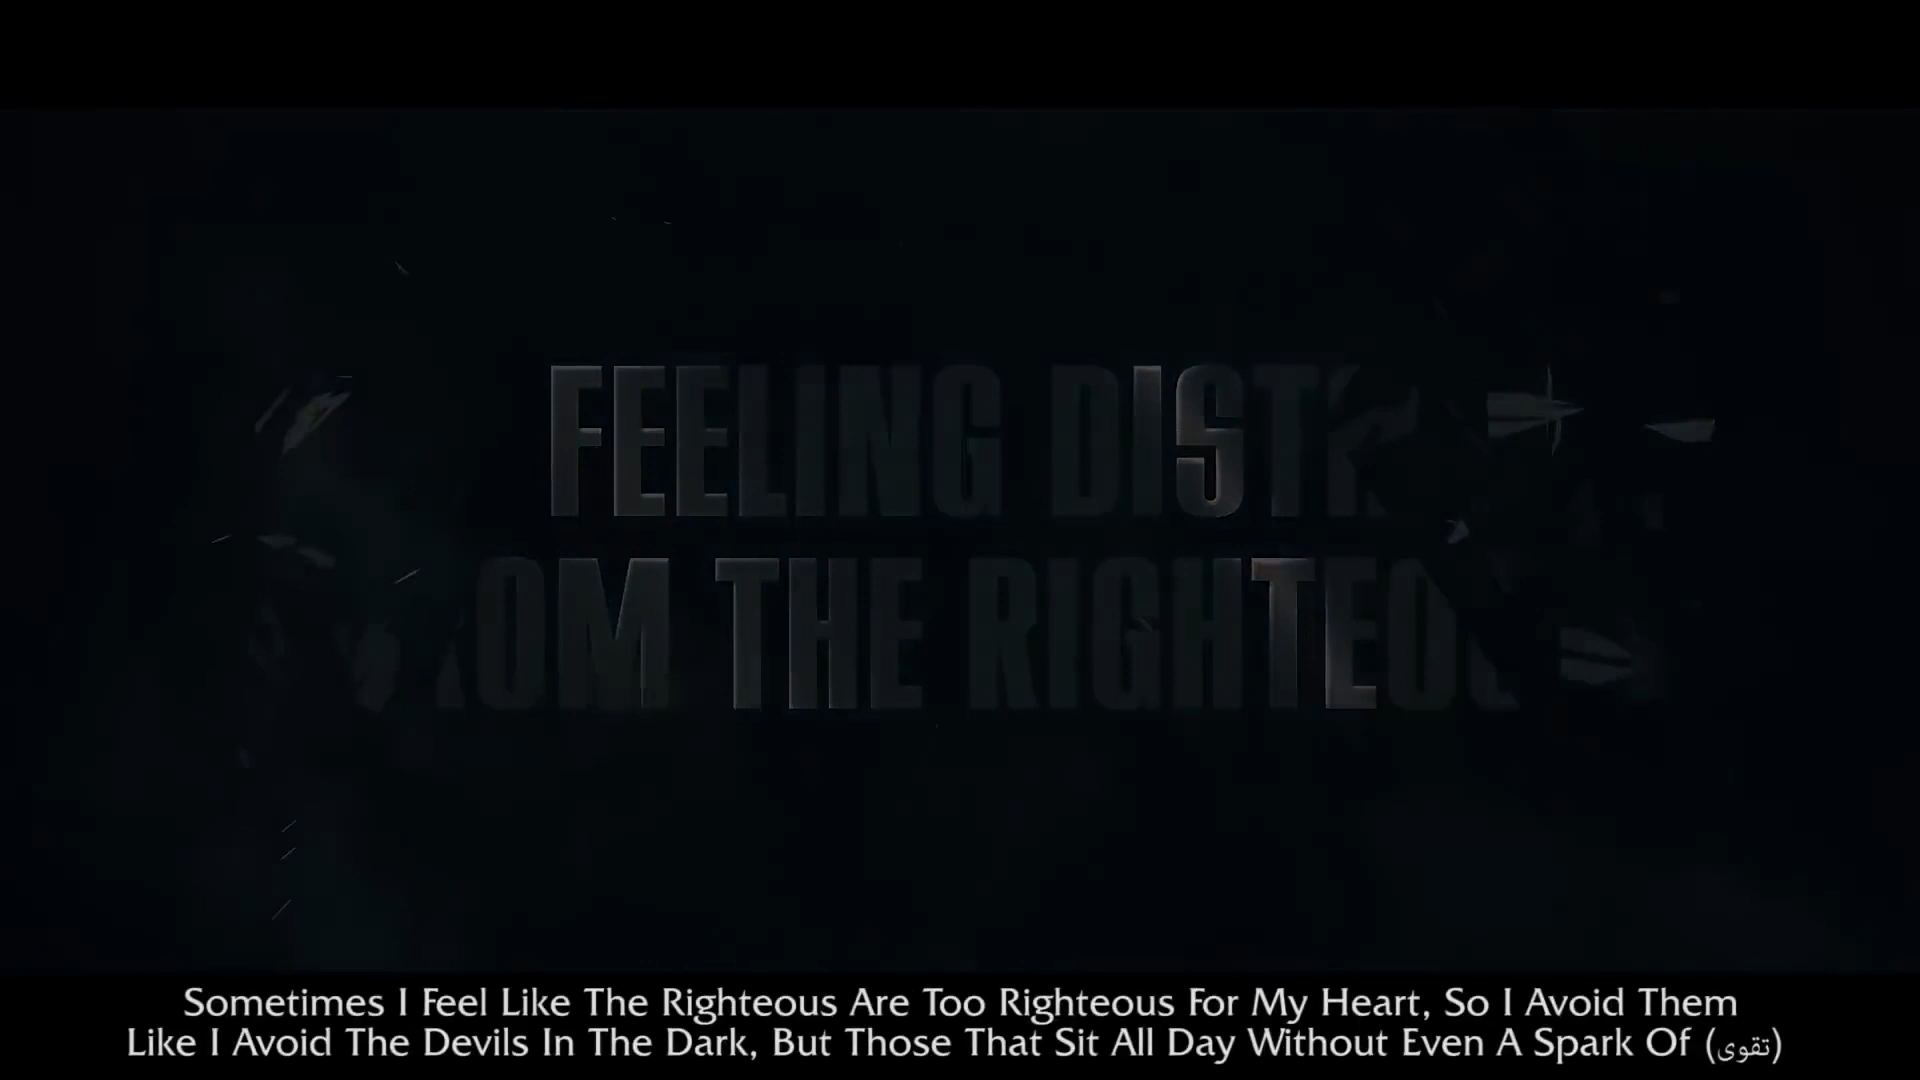 FEELING DIST
OM THE RIGHTEOU
Sometimes I Feel Like The Righteous Are Too Righteous For My Heart, So I Avoid Them
Like I Avoid The Devils In The Dark, But Those That Sit All Day Without Even A Spark Of (تقوى)